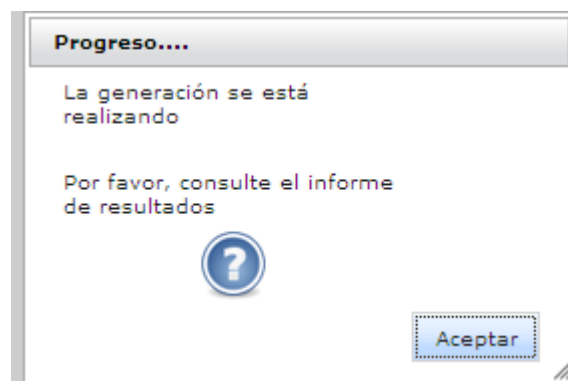 Progreso....
La generación se está
realizando
Por favor, consulte el informe
de resultados
?
Aceptar